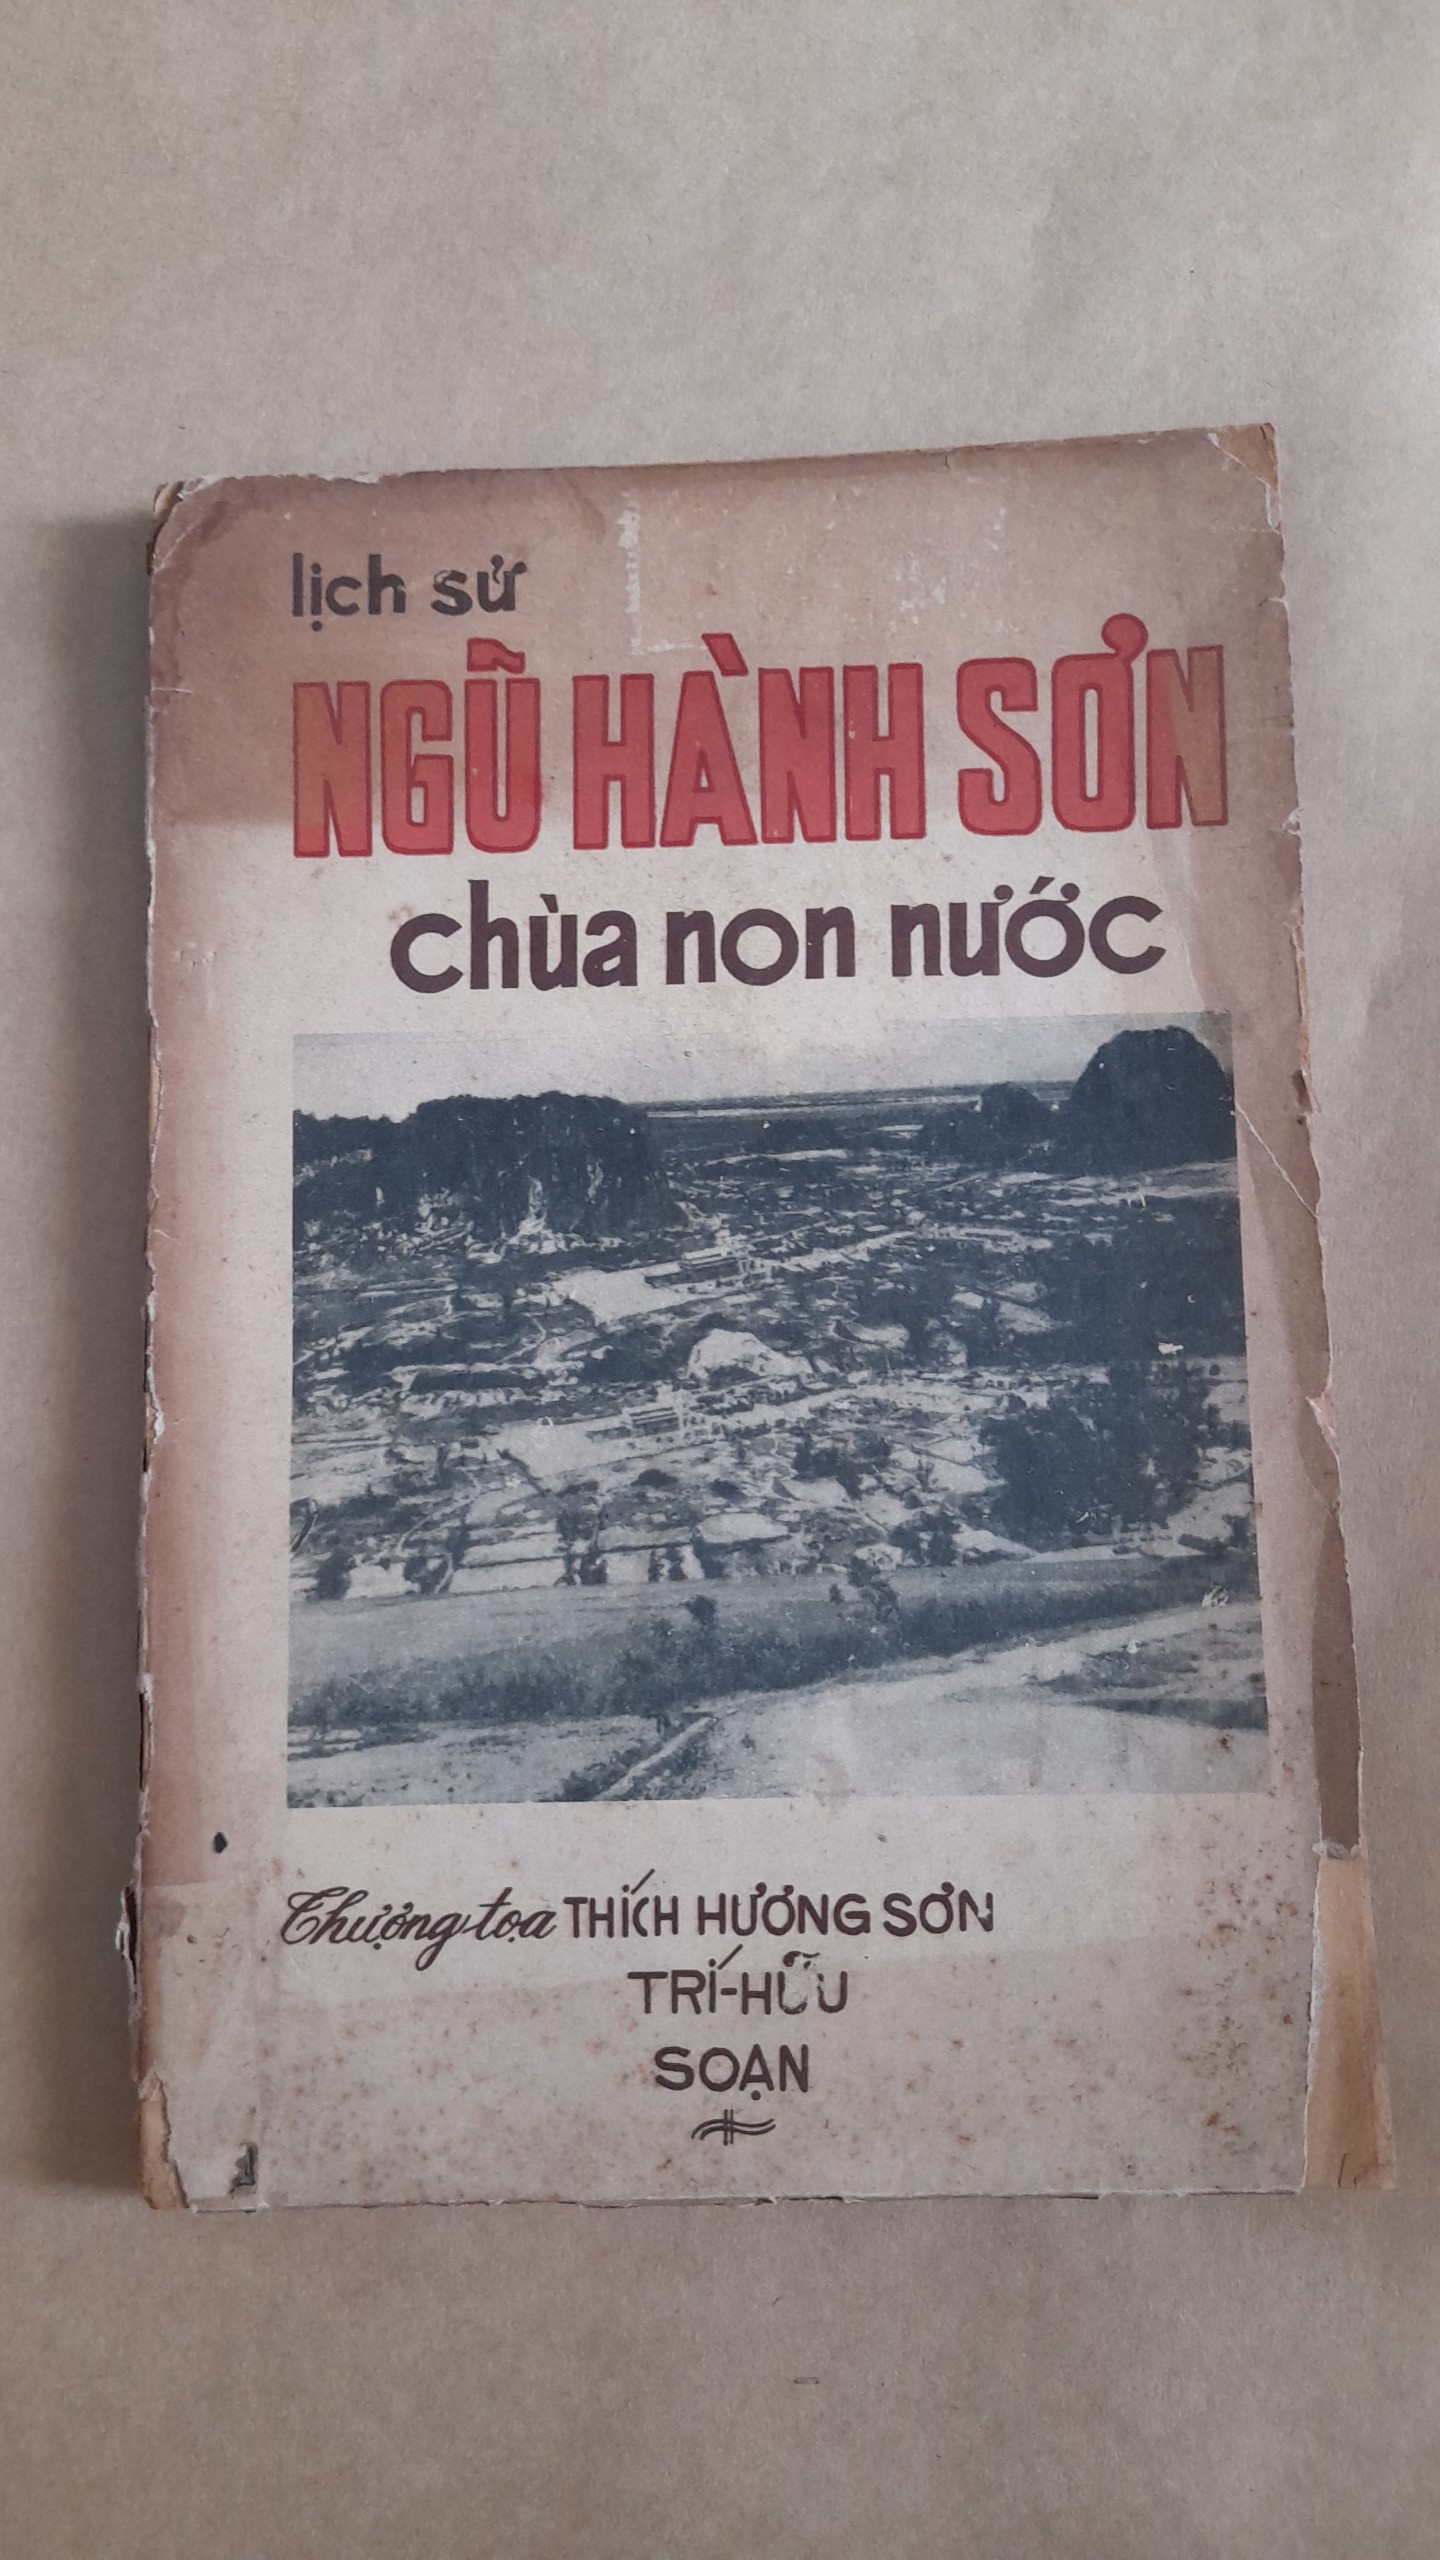 lịch sử
NGŨ HÀNH SƠN
chùa non nước
Thượng tọa THÍCH HƯƠNG SƠN
TRÍ-HỮU
SOẠN